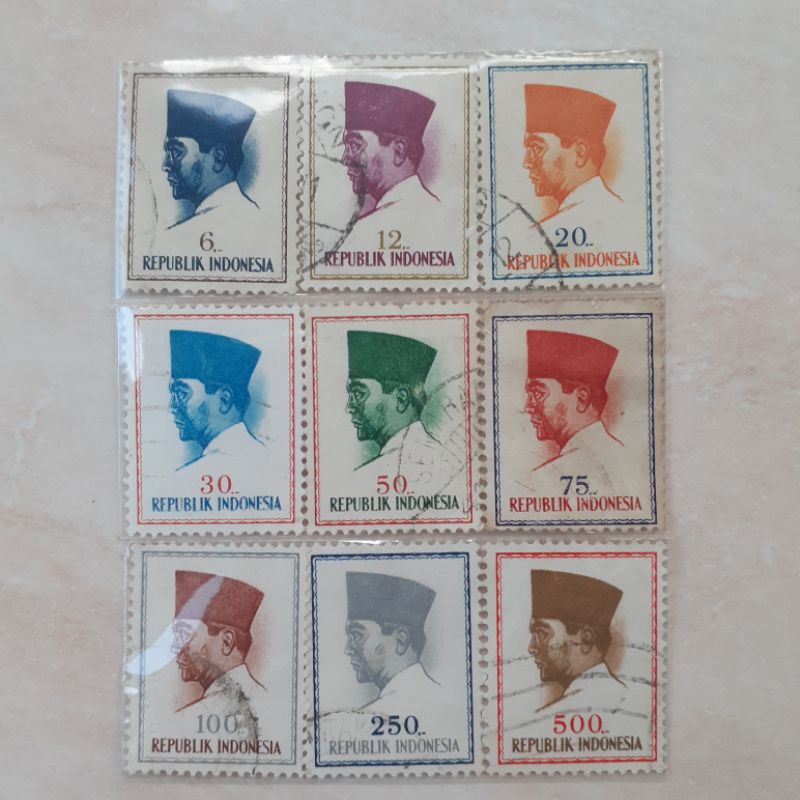 6,-
REPUBLIK INDONESIA
12,-
REPUBLIK INDONESIA
20,-
REPUBLIK INDONESIA
30,-
REPUBLIK INDONESIA
50,-
REPUBLIK INDONESIA
75,-
REPUBLIK INDONESIA
100,-
REPUBLIK INDONESIA
250,-
REPUBLIK INDONESIA
500,-
REPUBLIK INDONESIA